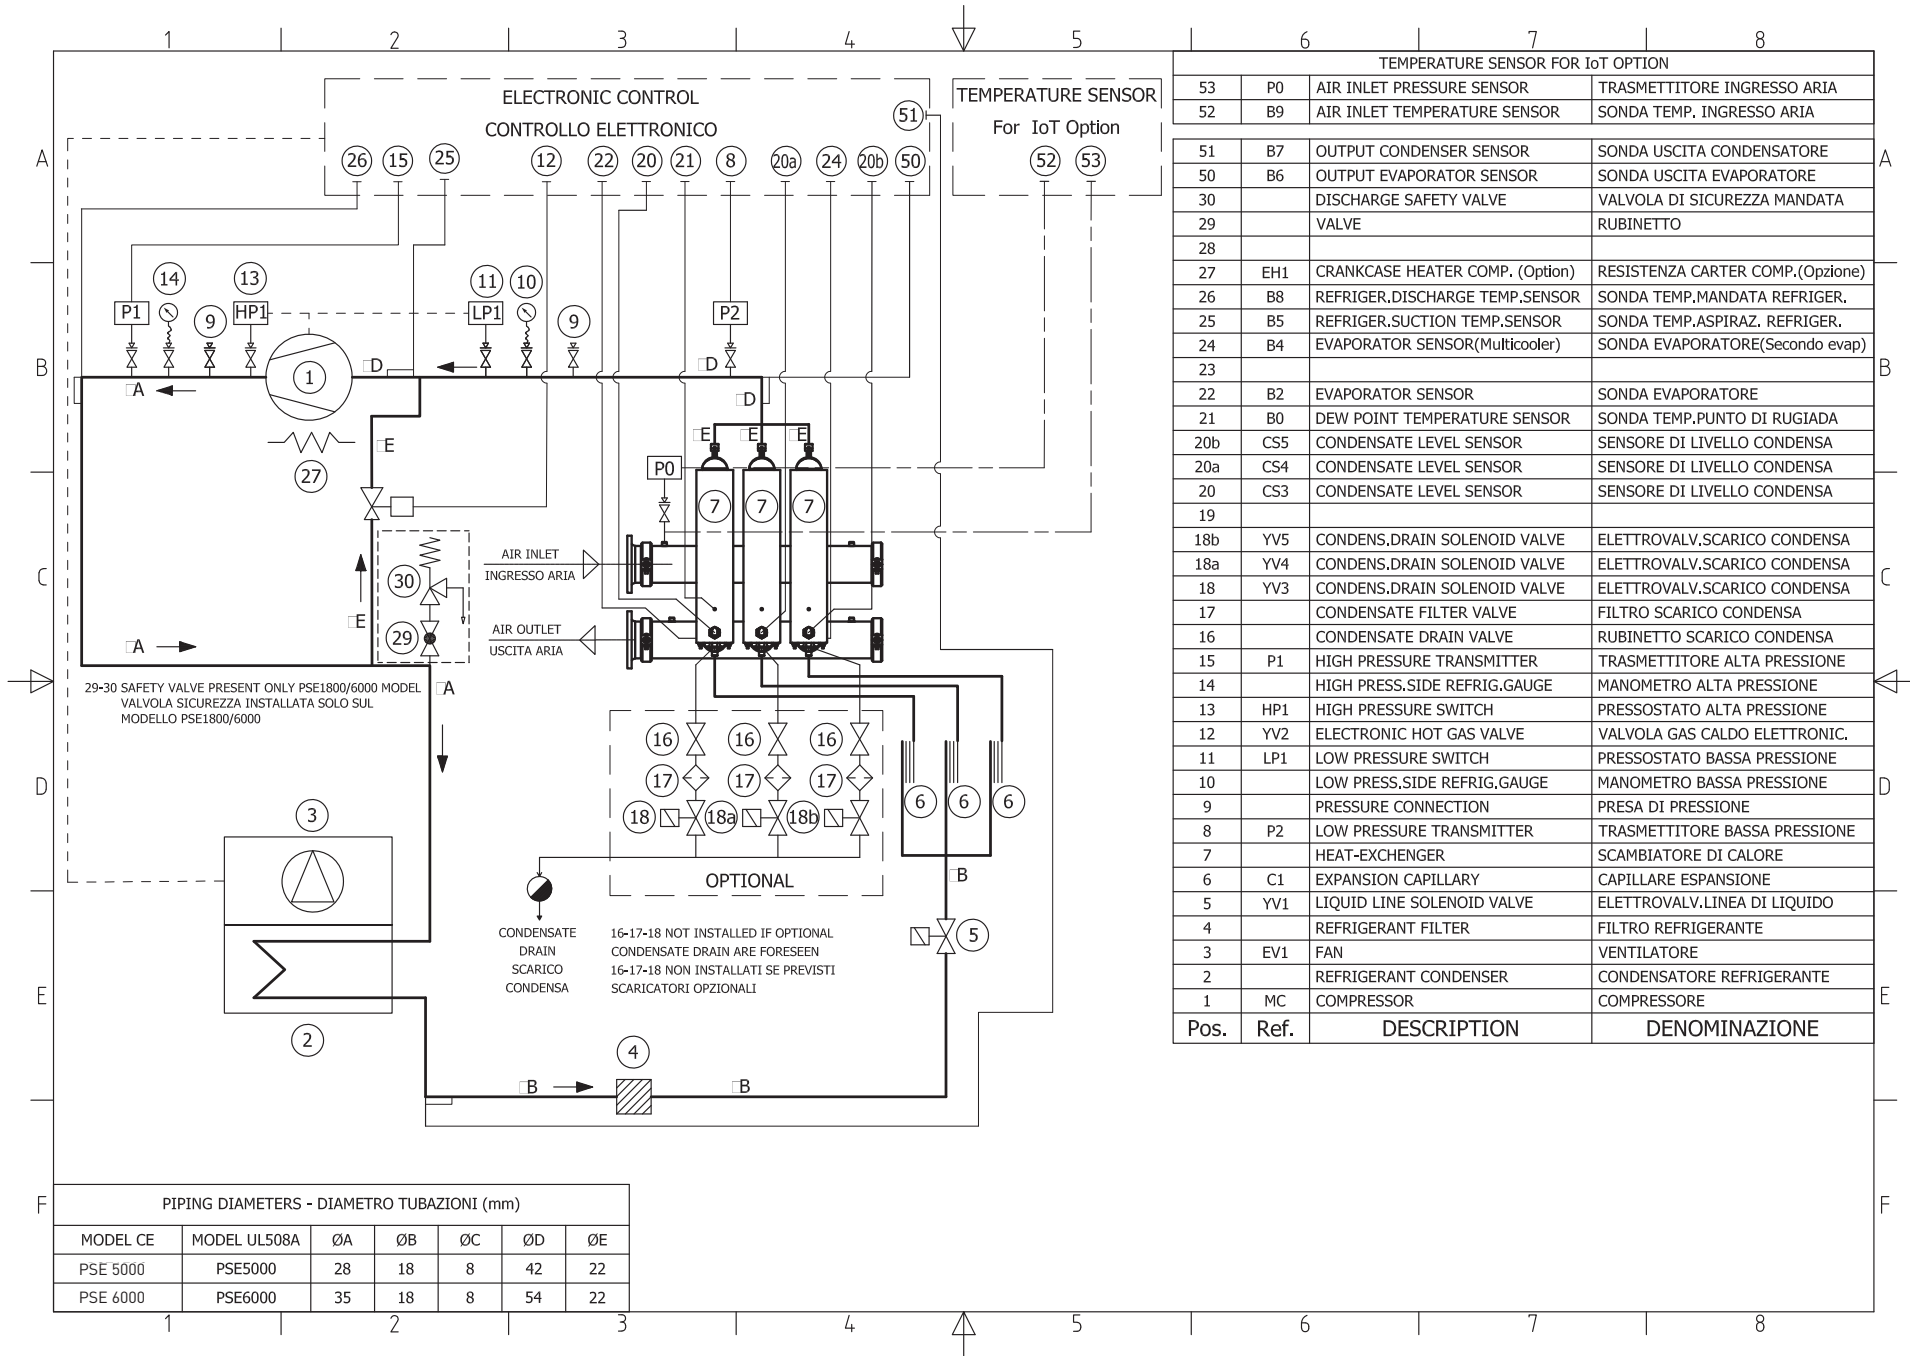 1 2 3 4 5 6 7 8
A
B
C
D
E
F
ELECTRONIC CONTROL
CONTROLLO ELETTRONICO
51
26 15 25 12 22 20 21 8 20a 24 20b 50
TEMPERATURE SENSOR
For IoT Option
52 53
14 13 11 10
P1 9 HP1 LP1 9 P2
1
□D □D
□A
□D
□E □E □E □E
27
P0
7 7 7
AIR INLET
INGRESSO ARIA
30
□E
AIR OUTLET
USCITA ARIA
29
□A
29-30 SAFETY VALVE PRESENT ONLY PSE1800/6000 MODEL
VALVOLA SICUREZZA INSTALLATA SOLO SUL
MODELLO PSE1800/6000
□A
16 16 16
17 17 17
18 18a 18b
6 6 6
OPTIONAL
□B
3
CONDENSATE
DRAIN
SCARICO
CONDENSA
16-17-18 NOT INSTALLED IF OPTIONAL
CONDENSATE DRAIN ARE FORESEEN
16-17-18 NON INSTALLATI SE PREVISTI
SCARICATORI OPZIONALI
5
2
4
□B □B
TEMPERATURE SENSOR FOR IoT OPTION
53 P0 AIR INLET PRESSURE SENSOR TRASMETTITORE INGRESSO ARIA
52 B9 AIR INLET TEMPERATURE SENSOR SONDA TEMP. INGRESSO ARIA
51 B7 OUTPUT CONDENSER SENSOR SONDA USCITA CONDENSATORE
50 B6 OUTPUT EVAPORATOR SENSOR SONDA USCITA EVAPORATORE
30 DISCHARGE SAFETY VALVE VALVOLA DI SICUREZZA MANDATA
29 VALVE RUBINETTO
28
27 EH1 CRANKCASE HEATER COMP. (Option) RESISTENZA CARTER COMP.(Opzione)
26 B8 REFRIGER.DISCHARGE TEMP.SENSOR SONDA TEMP.MANDATA REFRIGER.
25 B5 REFRIGER.SUCTION TEMP.SENSOR SONDA TEMP.ASPIRAZ. REFRIGER.
24 B4 EVAPORATOR SENSOR(Multicooler) SONDA EVAPORATORE(Secondo evap)
23
22 B2 EVAPORATOR SENSOR SONDA EVAPORATORE
21 B0 DEW POINT TEMPERATURE SENSOR SONDA TEMP.PUNTO DI RUGIADA
20b CS5 CONDENSATE LEVEL SENSOR SENSORE DI LIVELLO CONDENSA
20a CS4 CONDENSATE LEVEL SENSOR SENSORE DI LIVELLO CONDENSA
20 CS3 CONDENSATE LEVEL SENSOR SENSORE DI LIVELLO CONDENSA
19
18b YV5 CONDENS.DRAIN SOLENOID VALVE ELETTROVALV.SCARICO CONDENSA
18a YV4 CONDENS.DRAIN SOLENOID VALVE ELETTROVALV.SCARICO CONDENSA
18 YV3 CONDENS.DRAIN SOLENOID VALVE ELETTROVALV.SCARICO CONDENSA
17 CONDENSATE FILTER VALVE FILTRO SCARICO CONDENSA
16 CONDENSATE DRAIN VALVE RUBINETTO SCARICO CONDENSA
15 P1 HIGH PRESSURE TRANSMITTER TRASMETTITORE ALTA PRESSIONE
14 HIGH PRESS.SIDE REFRIG.GAUGE MANOMETRO ALTA PRESSIONE
13 HP1 HIGH PRESSURE SWITCH PRESSOSTATO ALTA PRESSIONE
12 YV2 ELECTRONIC HOT GAS VALVE VALVOLA GAS CALDO ELETTRONIC.
11 LP1 LOW PRESSURE SWITCH PRESSOSTATO BASSA PRESSIONE
10 LOW PRESS.SIDE REFRIG.GAUGE MANOMETRO BASSA PRESSIONE
9 PRESSURE CONNECTION PRESA DI PRESSIONE
8 P2 LOW PRESSURE TRANSMITTER TRASMETTITORE BASSA PRESSIONE
7 HEAT-EXCHENGER SCAMBIATORE DI CALORE
6 C1 EXPANSION CAPILLARY CAPILLARE ESPANSIONE
5 YV1 LIQUID LINE SOLENOID VALVE ELETTROVALV.LINEA DI LIQUIDO
4 REFRIGERANT FILTER FILTRO REFRIGERANTE
3 EV1 FAN VENTILATORE
2 REFRIGERANT CONDENSER CONDENSATORE REFRIGERANTE
1 MC COMPRESSOR COMPRESSORE
Pos. Ref. DESCRIPTION DENOMINAZIONE
A
B
C
D
E
F
PIPING DIAMETERS - DIAMETRO TUBAZIONI (mm)
MODEL CE MODEL UL508A ØA ØB ØC ØD ØE
PSE 5000 PSE5000 28 18 8 42 22
PSE 6000 PSE6000 35 18 8 54 22
1 2 3 4 5 6 7 8